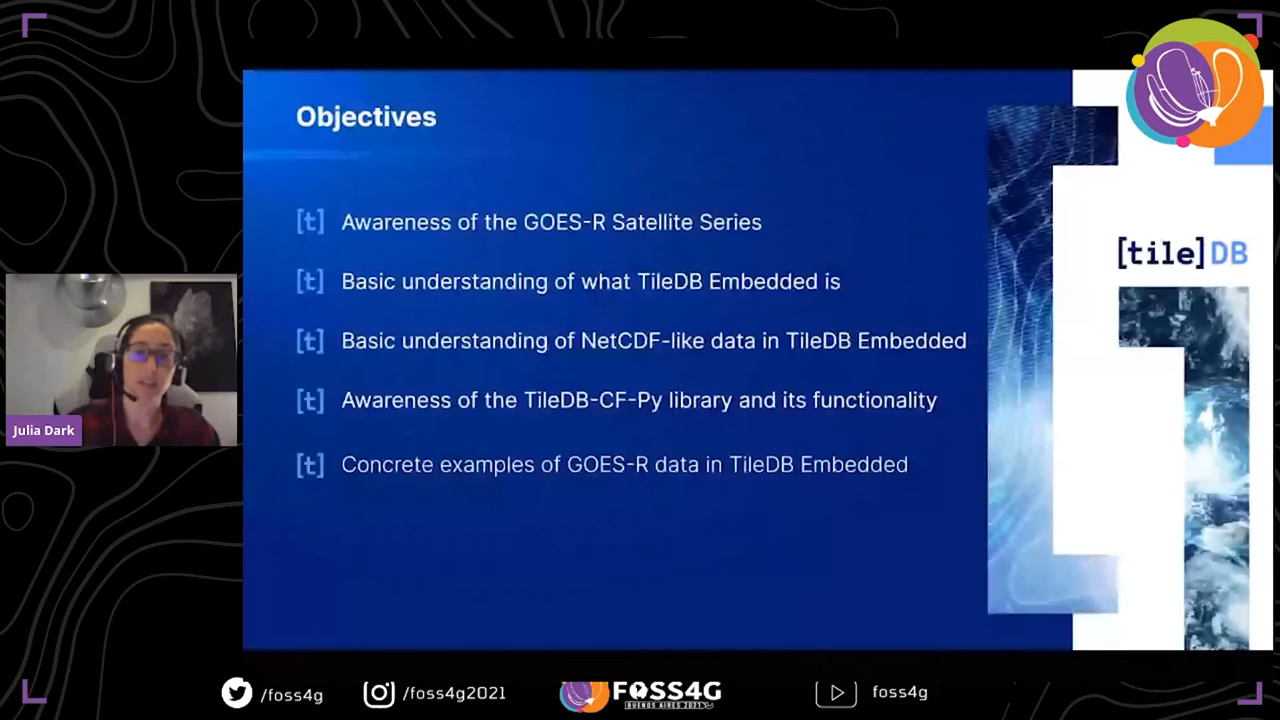 Objectives
[t] Awareness of the GOES-R Satellite Series
[t] Basic understanding of what TileDB Embedded is
[t] Basic understanding of NetCDF-like data in TileDB Embedded
[t] Awareness of the TileDB-CF-Py library and its functionality
[t] Concrete examples of GOES-R data in TileDB Embedded
[tile]DB
Julia Dark
/foss4g
/foss4g2021
FOSS4G
BUENOS AIRES 2021
foss4g